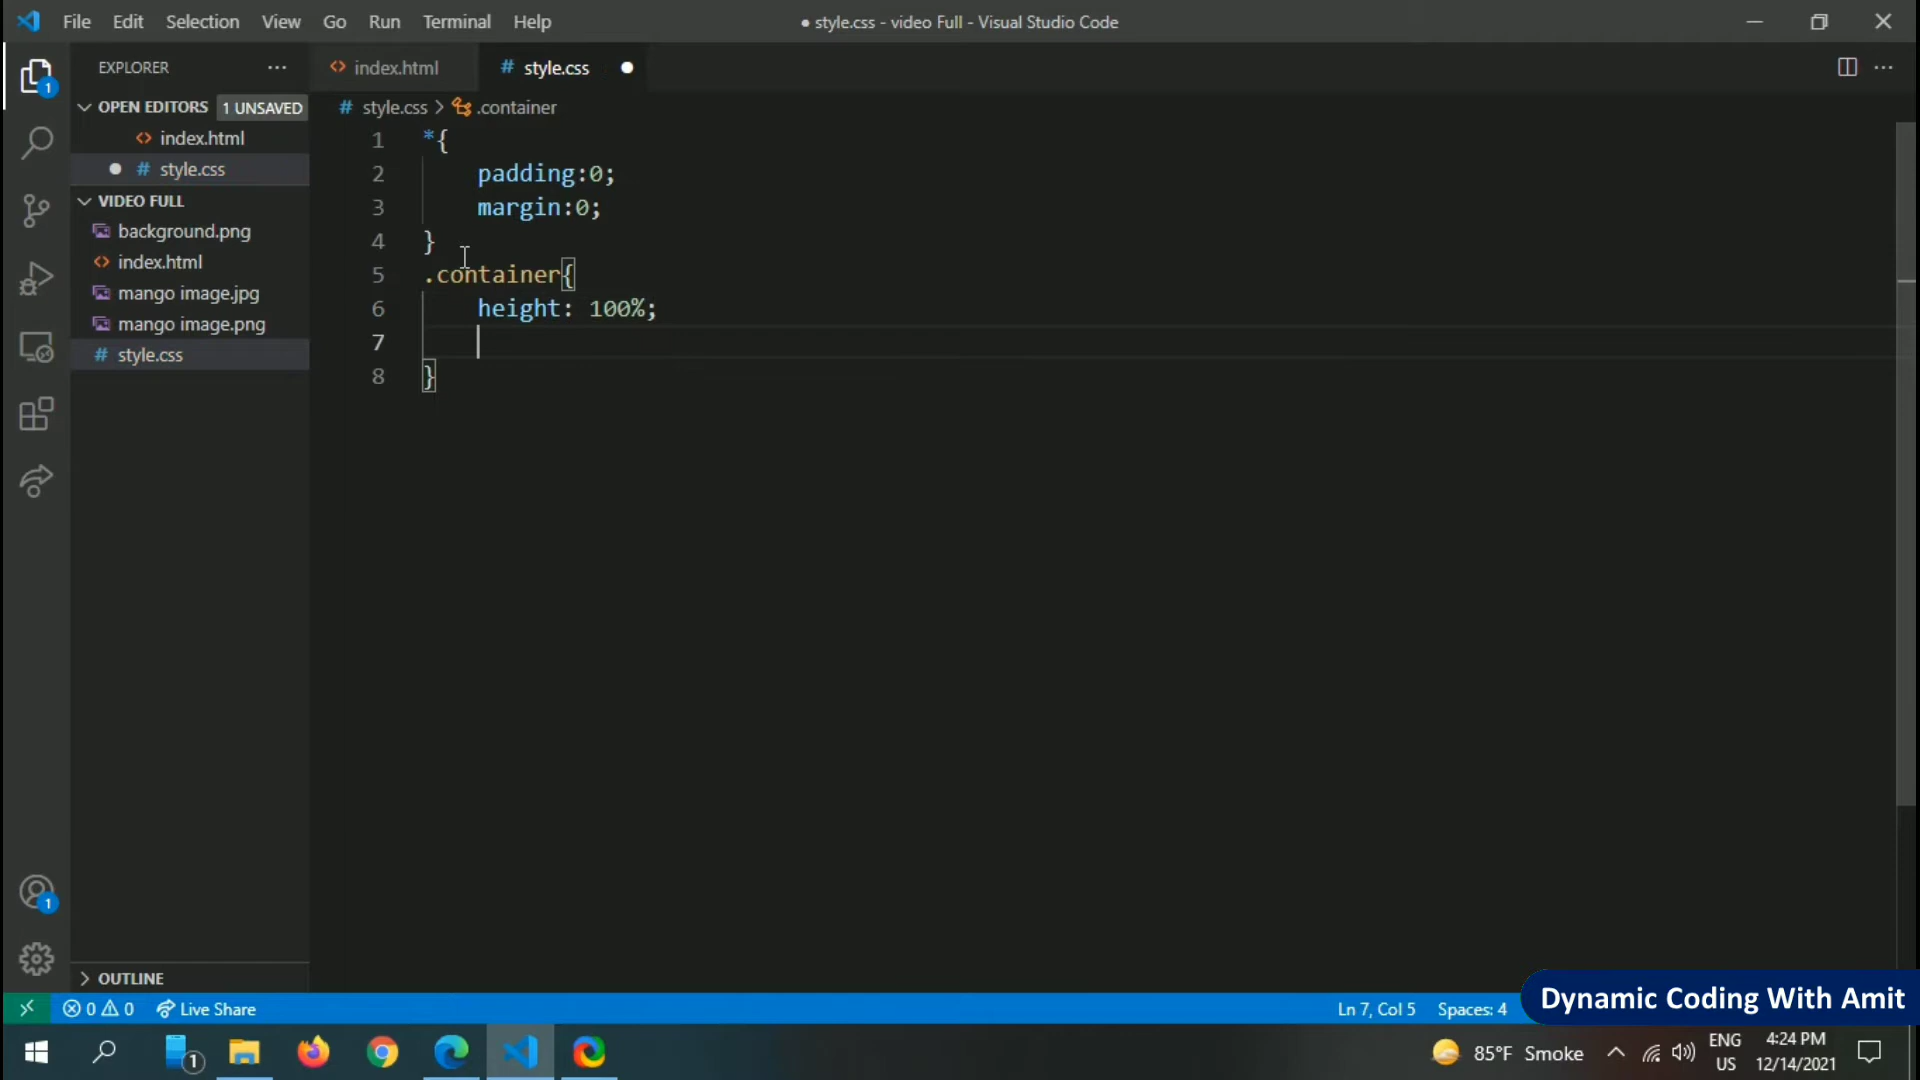 File Edit Selection View Go Run Terminal Help
● style.css - video Full - Visual Studio Code
EXPLORER ···
<> index.html
# style.css ●
OPEN EDITORS 1 UNSAVED
<> index.html
● # style.css
VIDEO FULL
background.png
<> index.html
mango image.jpg
mango image.png
# style.css
OUTLINE
# style.css > .container
1 *{
2 padding:0;
3 margin:0;
4 }
5 .container{
6 height: 100%;
7
8 }
1
1
0 0 Live Share
Ln 7, Col 5 Spaces: 4
Dynamic Coding With Amit
1
85°F Smoke
ENG
US
4:24 PM
12/14/2021